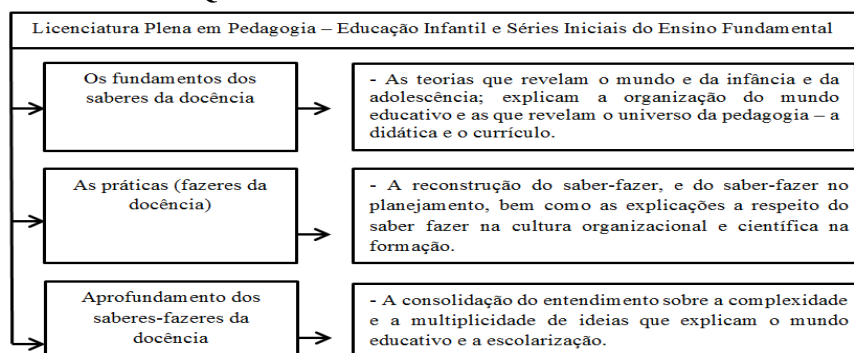 Licenciatura Plena em Pedagogia – Educação Infantil e Séries Iniciais do Ensino Fundamental
Os fundamentos dos
saberes da docência
- As teorias que revelam o mundo e da infância e da
adolescência; explicam a organização do mundo
educativo e as que revelam o universo da pedagogia – a
didática e o currículo.
As práticas (fazeres da
docência)
- A reconstrução do saber-fazer, e do saber-fazer no
planejamento, bem como as explicações a respeito do
saber fazer na cultura organizacional e científica na
formação.
Aprofundamento dos
saberes-fazeres da
docência
- A consolidação do entendimento sobre a complexidade
e a multiplicidade de ideias que explicam o mundo
educativo e a escolarização.